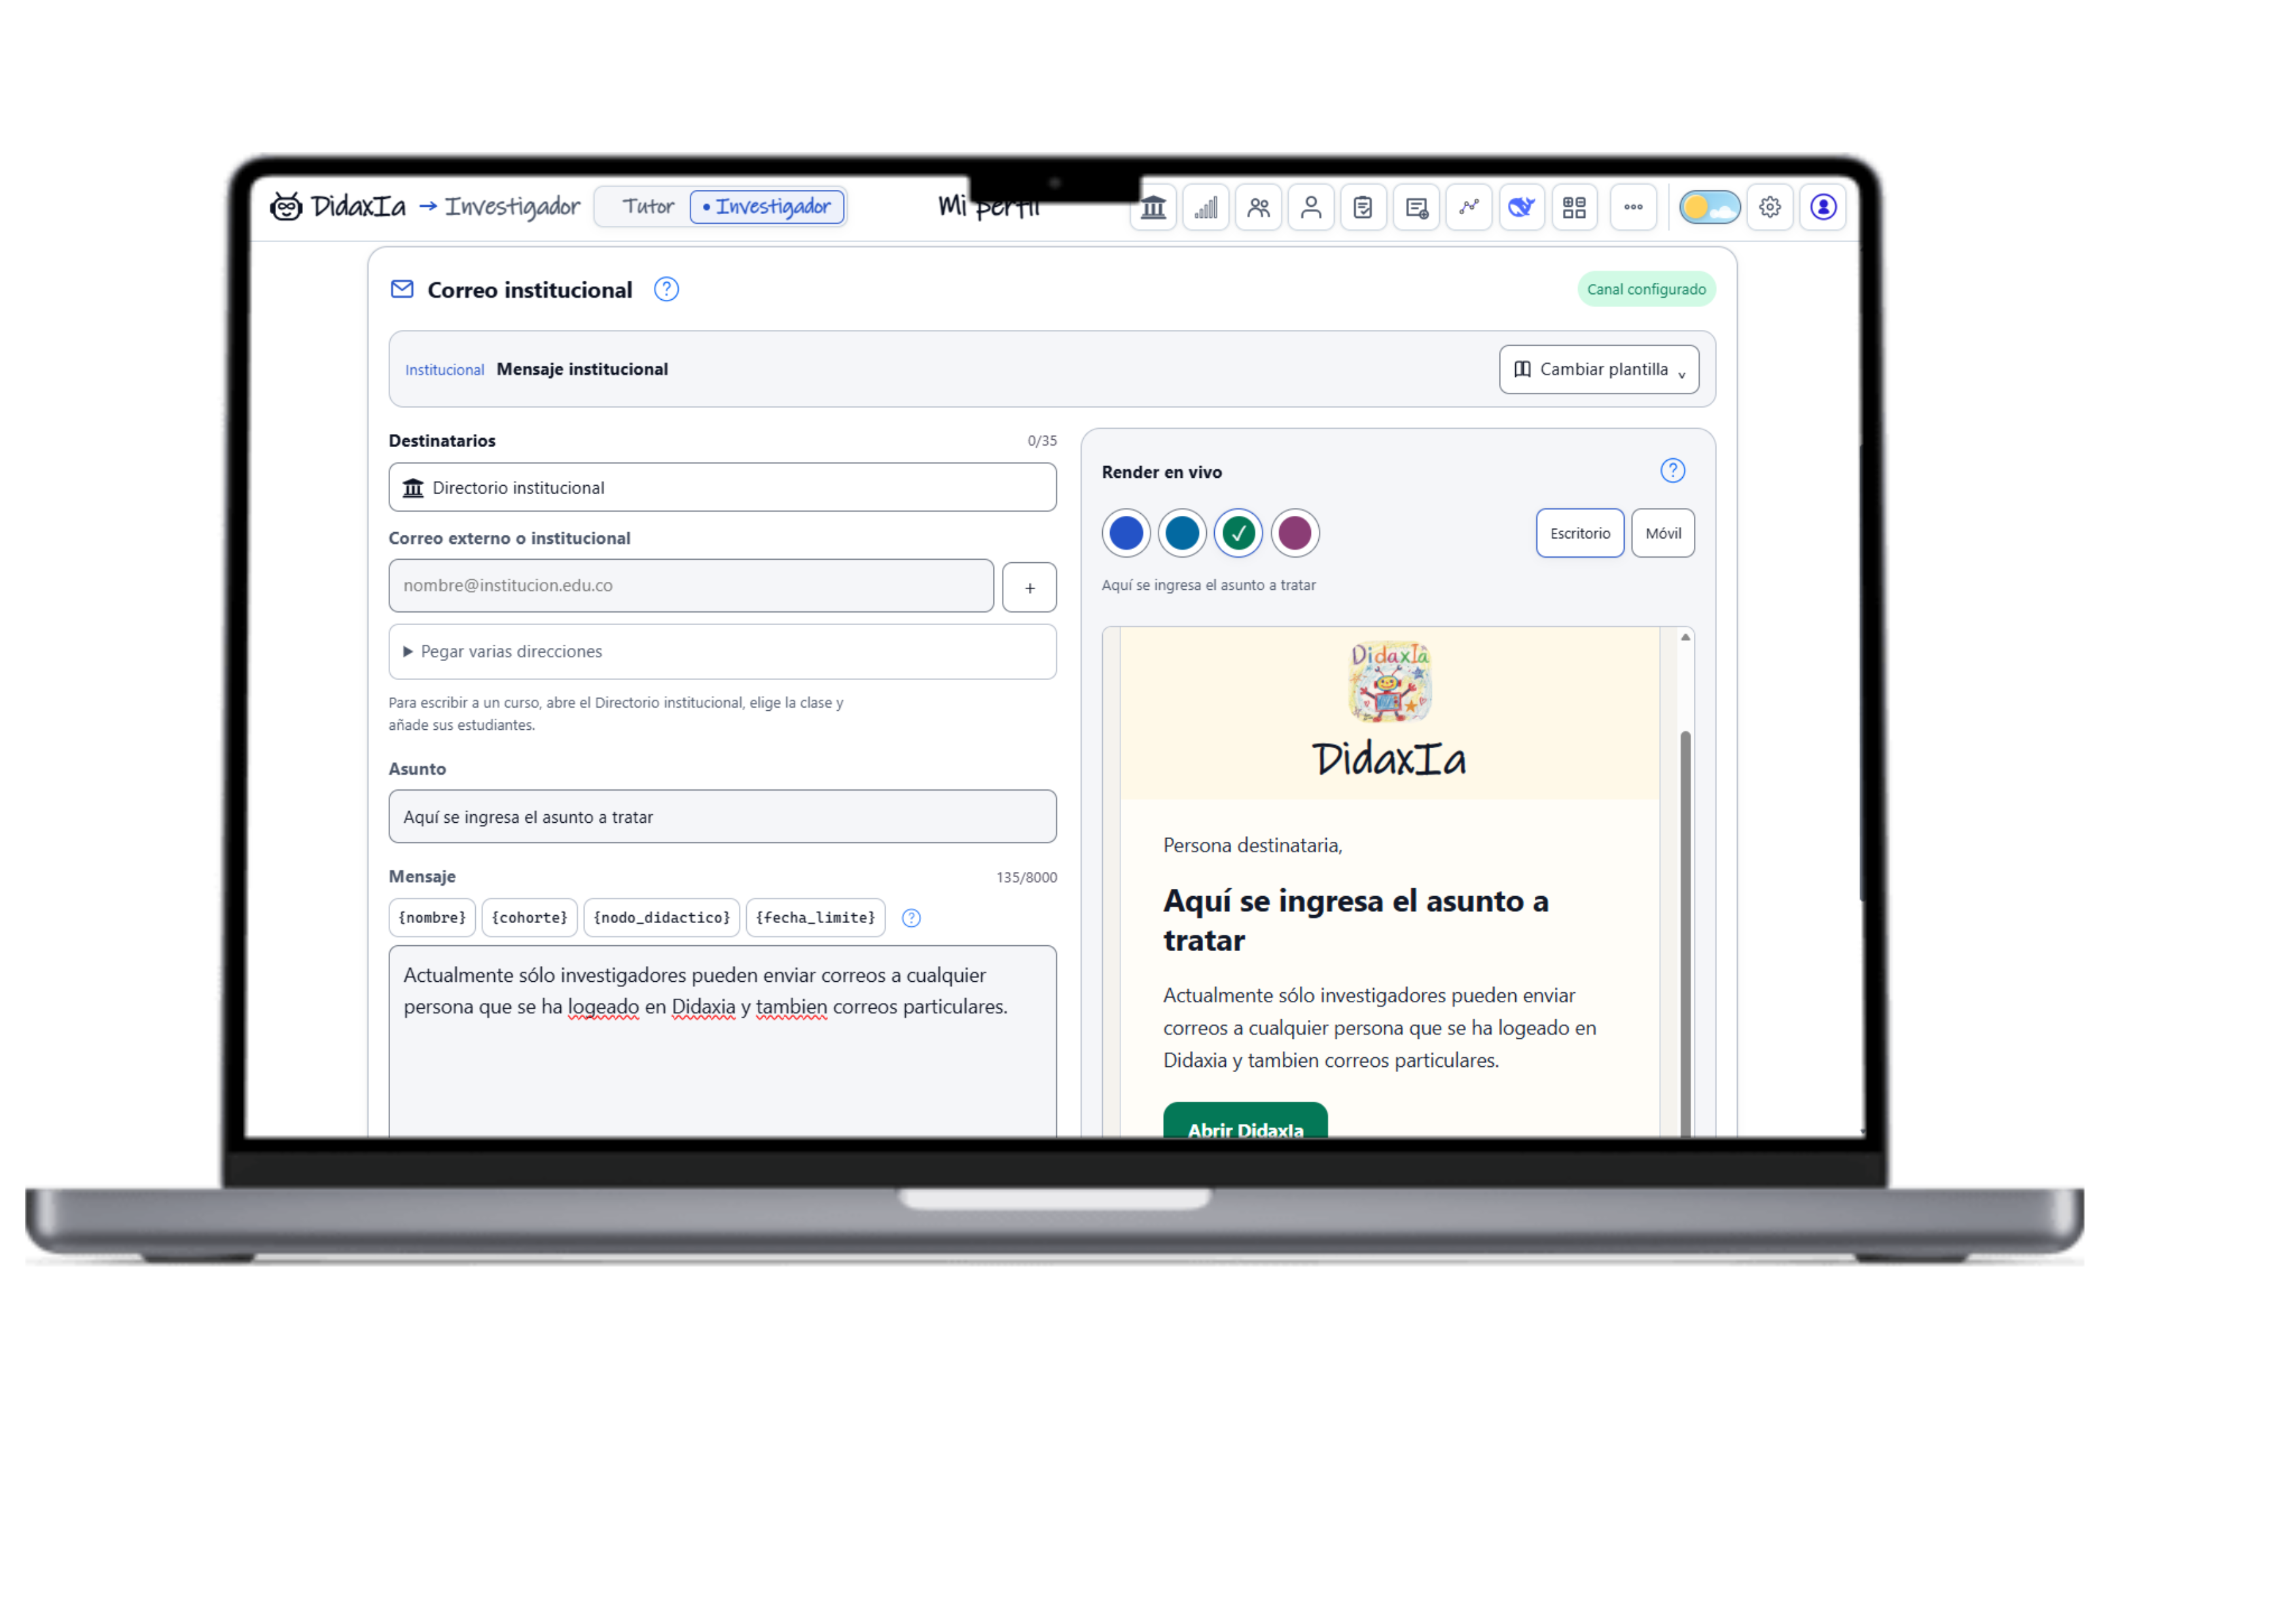 DidaxIa → Investigador Tutor • Investigador Mi perfil
Correo institucional ? Canal configurado
Institucional Mensaje institucional Cambiar plantilla
Destinatarios 0/35
Directorio institucional
Correo externo o institucional
nombre@institucion.edu.co +
Pegar varias direcciones
Para escribir a un curso, abre el Directorio institucional, elige la clase y
añade sus estudiantes.
Asunto
Aquí se ingresa el asunto a tratar
Mensaje 135/8000
{nombre} {cohorte} {nodo_didactico} {fecha_limite} ?
Actualmente sólo investigadores pueden enviar correos a cualquier
persona que se ha logeado en Didaxia y tambien correos particulares.
Render en vivo ?
Escritorio Móvil
Aquí se ingresa el asunto a tratar
DidaxIa
DidaxIa
Persona destinataria,
Aquí se ingresa el asunto a
tratar
Actualmente sólo investigadores pueden enviar
correos a cualquier persona que se ha logeado en
Didaxia y tambien correos particulares.
Abrir DidaxIa